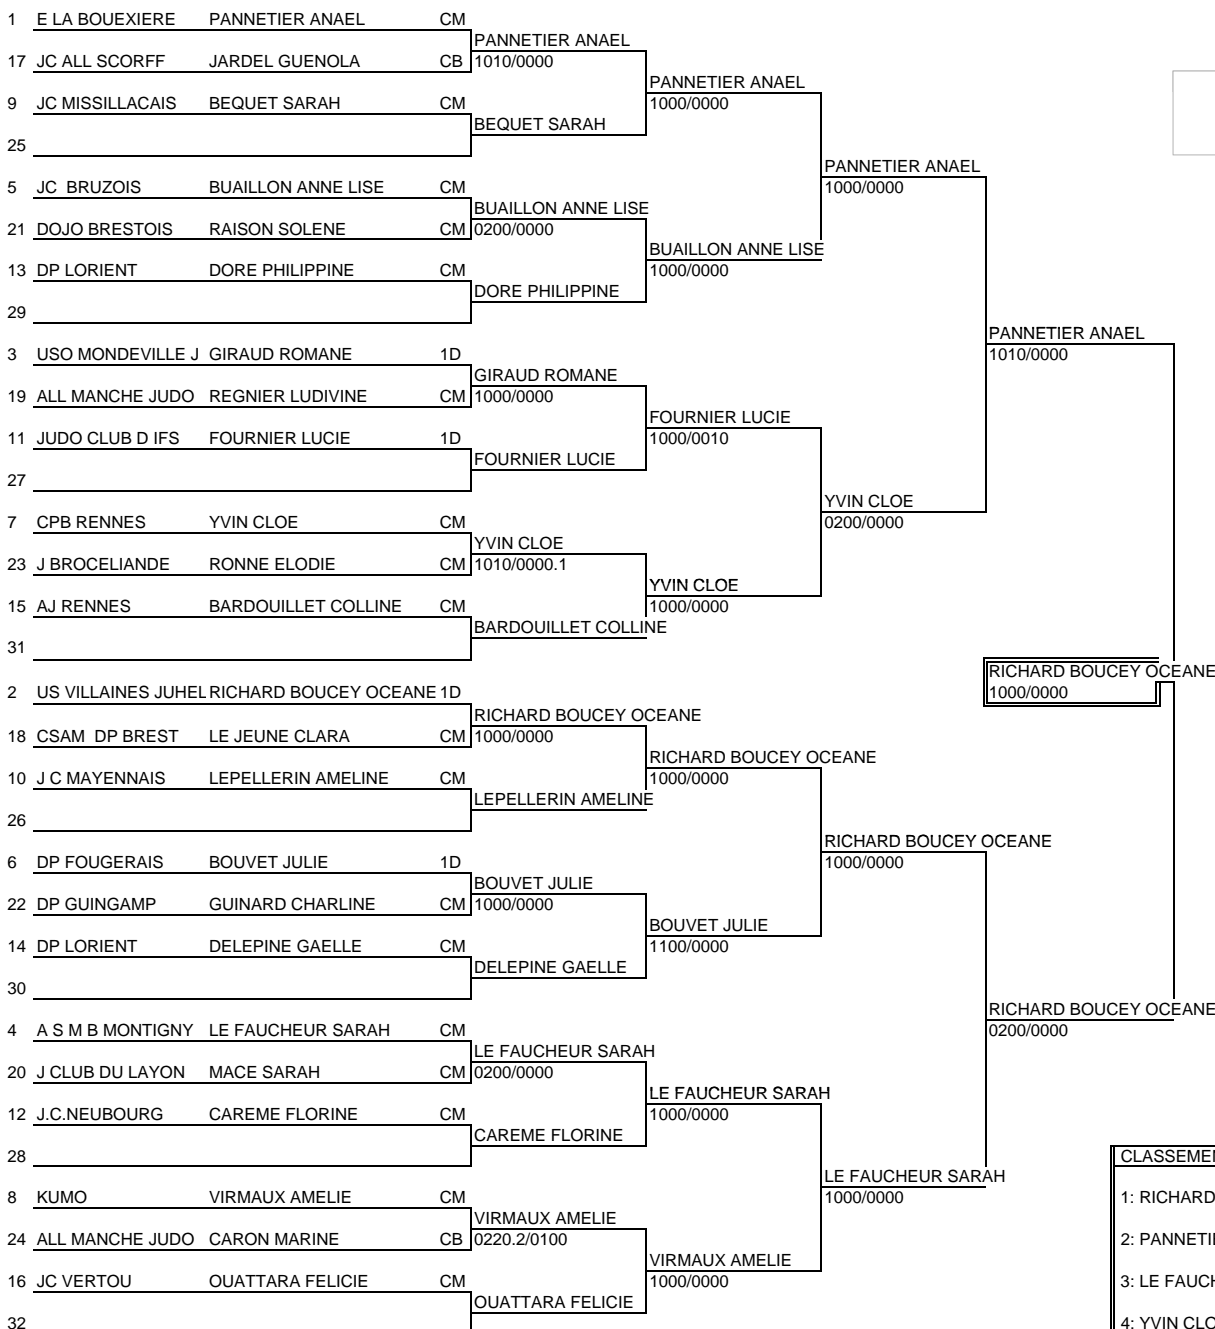 1 E LA BOUEXIERE PANNETIER ANAEL CM
PANNETIER ANAEL
17 JC ALL SCORFF JARDEL GUENOLA CB 1010/0000
PANNETIER ANAEL
9 JC MISSILLACAIS BEQUET SARAH CM 1000/0000
BEQUET SARAH
25
PANNETIER ANAEL
5 JC BRUZOIS BUAILLON ANNE LISE CM 1000/0000
BUAILLON ANNE LISE
21 DOJO BRESTOIS RAISON SOLENE CM 0200/0000
BUAILLON ANNE LISE
13 DP LORIENT DORE PHILIPPINE CM 1000/0000
DORE PHILIPPINE
29
PANNETIER ANAEL
3 USO MONDEVILLE J GIRAUD ROMANE 1D 1010/0000
GIRAUD ROMANE
19 ALL MANCHE JUDO REGNIER LUDIVINE CM 1000/0000
FOURNIER LUCIE
11 JUDO CLUB D IFS FOURNIER LUCIE 1D 1000/0010
FOURNIER LUCIE
27
YVIN CLOE
7 CPB RENNES YVIN CLOE CM 0200/0000
YVIN CLOE
23 J BROCELIANDE RONNE ELODIE CM 1010/0000.1
YVIN CLOE
15 AJ RENNES BARDOUILLET COLLINE CM 1000/0000
BARDOUILLET COLLINE
31
RICHARD BOUCEY OCEANE
2 US VILLAINES JUHEL RICHARD BOUCEY OCEANE 1D 1000/0000
RICHARD BOUCEY OCEANE
18 CSAM DP BREST LE JEUNE CLARA CM 1000/0000
RICHARD BOUCEY OCEANE
10 J C MAYENNAIS LEPELLERIN AMELINE CM 1000/0000
LEPELLERIN AMELINE
26
RICHARD BOUCEY OCEANE
6 DP FOUGERAIS BOUVET JULIE 1D 1000/0000
BOUVET JULIE
22 DP GUINGAMP GUINARD CHARLINE CM 1000/0000
BOUVET JULIE
14 DP LORIENT DELEPINE GAELLE CM 1100/0000
DELEPINE GAELLE
30
RICHARD BOUCEY OCEANE
4 A S M B MONTIGNY LE FAUCHEUR SARAH CM 0200/0000
LE FAUCHEUR SARAH
20 J CLUB DU LAYON MACE SARAH CM 0200/0000
LE FAUCHEUR SARAH
12 J.C.NEUBOURG CAREME FLORINE CM 1000/0000
CAREME FLORINE
28 CLASSEME
LE FAUCHEUR SARAH
8 KUMO VIRMAUX AMELIE CM 1000/0000 1: RICHARD
VIRMAUX AMELIE
24 ALL MANCHE JUDO CARON MARINE CB 0220.2/0100 2: PANNETI
VIRMAUX AMELIE
16 JC VERTOU OUATTARA FELICIE CM 1000/0000 3: LE FAUCH
OUATTARA FELICIE
32 4: YVIN CLO